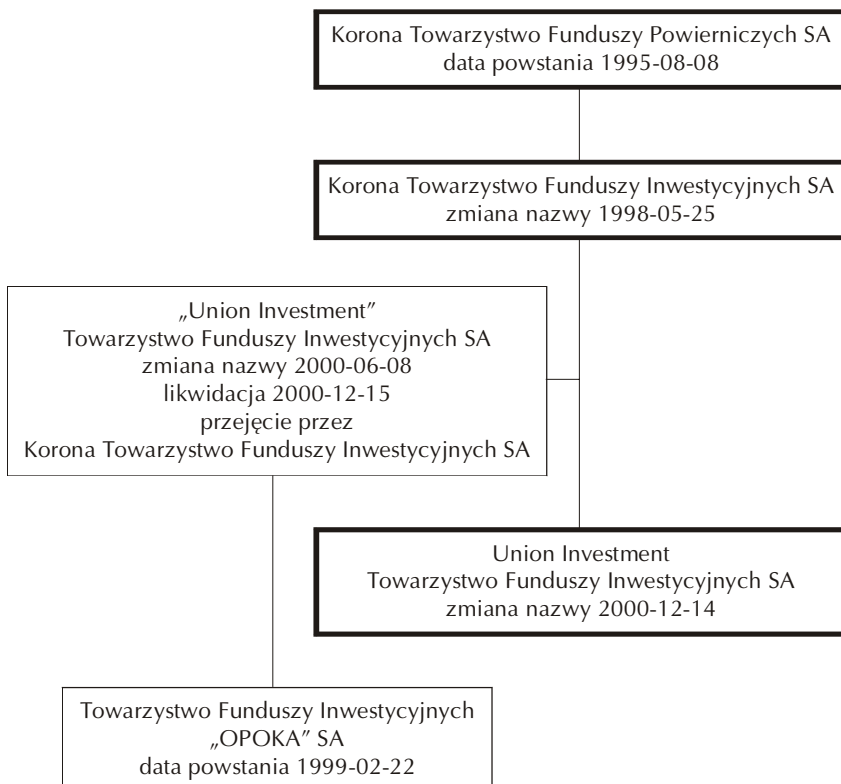 Korona Towarzystwo Funduszy Powierniczych SA
data powstania 1995-08-08
Korona Towarzystwo Funduszy Inwestycyjnych SA
zmiana nazwy 1998-05-25
„Union Investment”
Towarzystwo Funduszy Inwestycyjnych SA
zmiana nazwy 2000-06-08
likwidacja 2000-12-15
przejęcie przez
Korona Towarzystwo Funduszy Inwestycyjnych SA
Union Investment
Towarzystwo Funduszy Inwestycyjnych SA
zmiana nazwy 2000-12-14
Towarzystwo Funduszy Inwestycyjnych
„OPOKA” SA
data powstania 1999-02-22